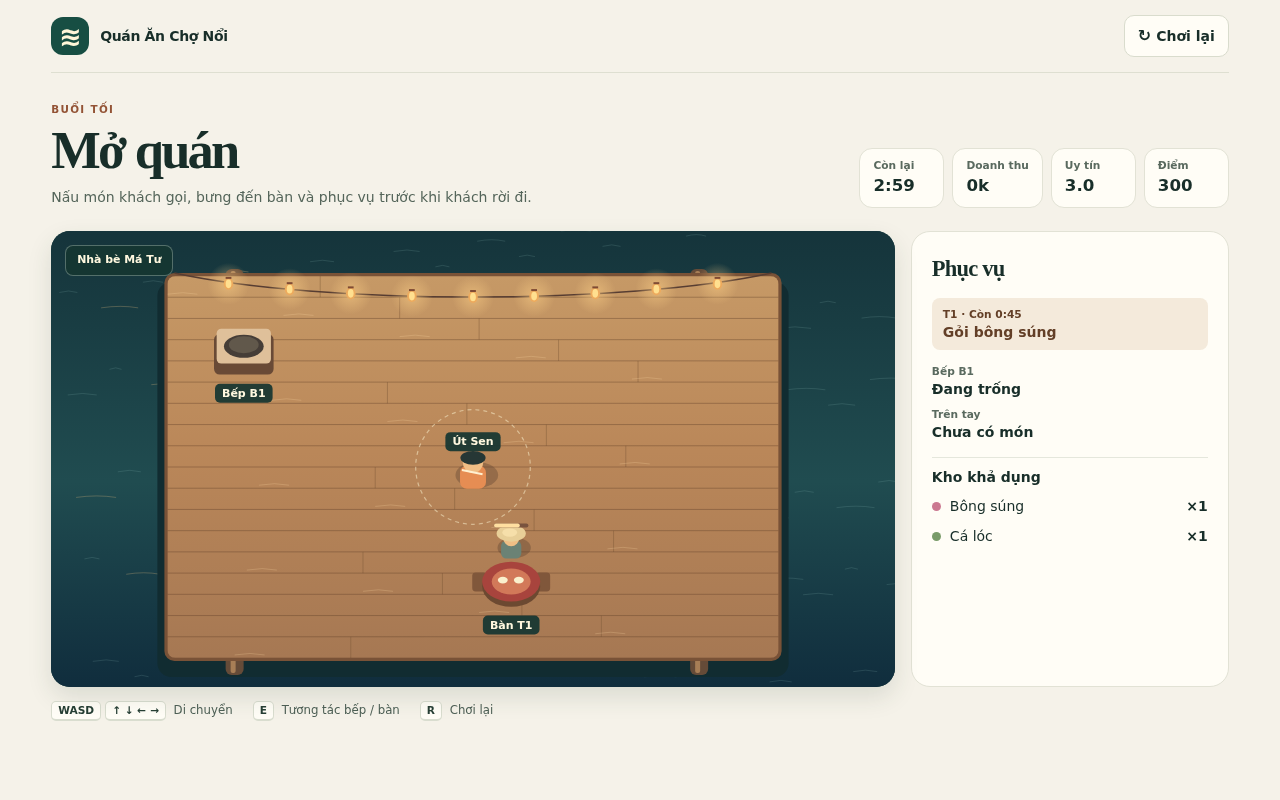 Quán Ăn Chợ Nổi
↻ Chơi lại
BUỔI TỐI
Mở quán
Nấu món khách gọi, bưng đến bàn và phục vụ trước khi khách rời đi.
Còn lại
2:59
Doanh thu
0k
Uy tín
3.0
Điểm
300
Nhà bè Má Tư
Bếp B1
Út Sen
Bàn T1
Phục vụ
T1 · Còn 0:45
Gỏi bông súng
Bếp B1
Đang trống
Trên tay
Chưa có món
Kho khả dụng
Bông súng ×1
Cá lóc ×1
WASD ↑ ↓ ← → Di chuyển E Tương tác bếp / bàn R Chơi lại